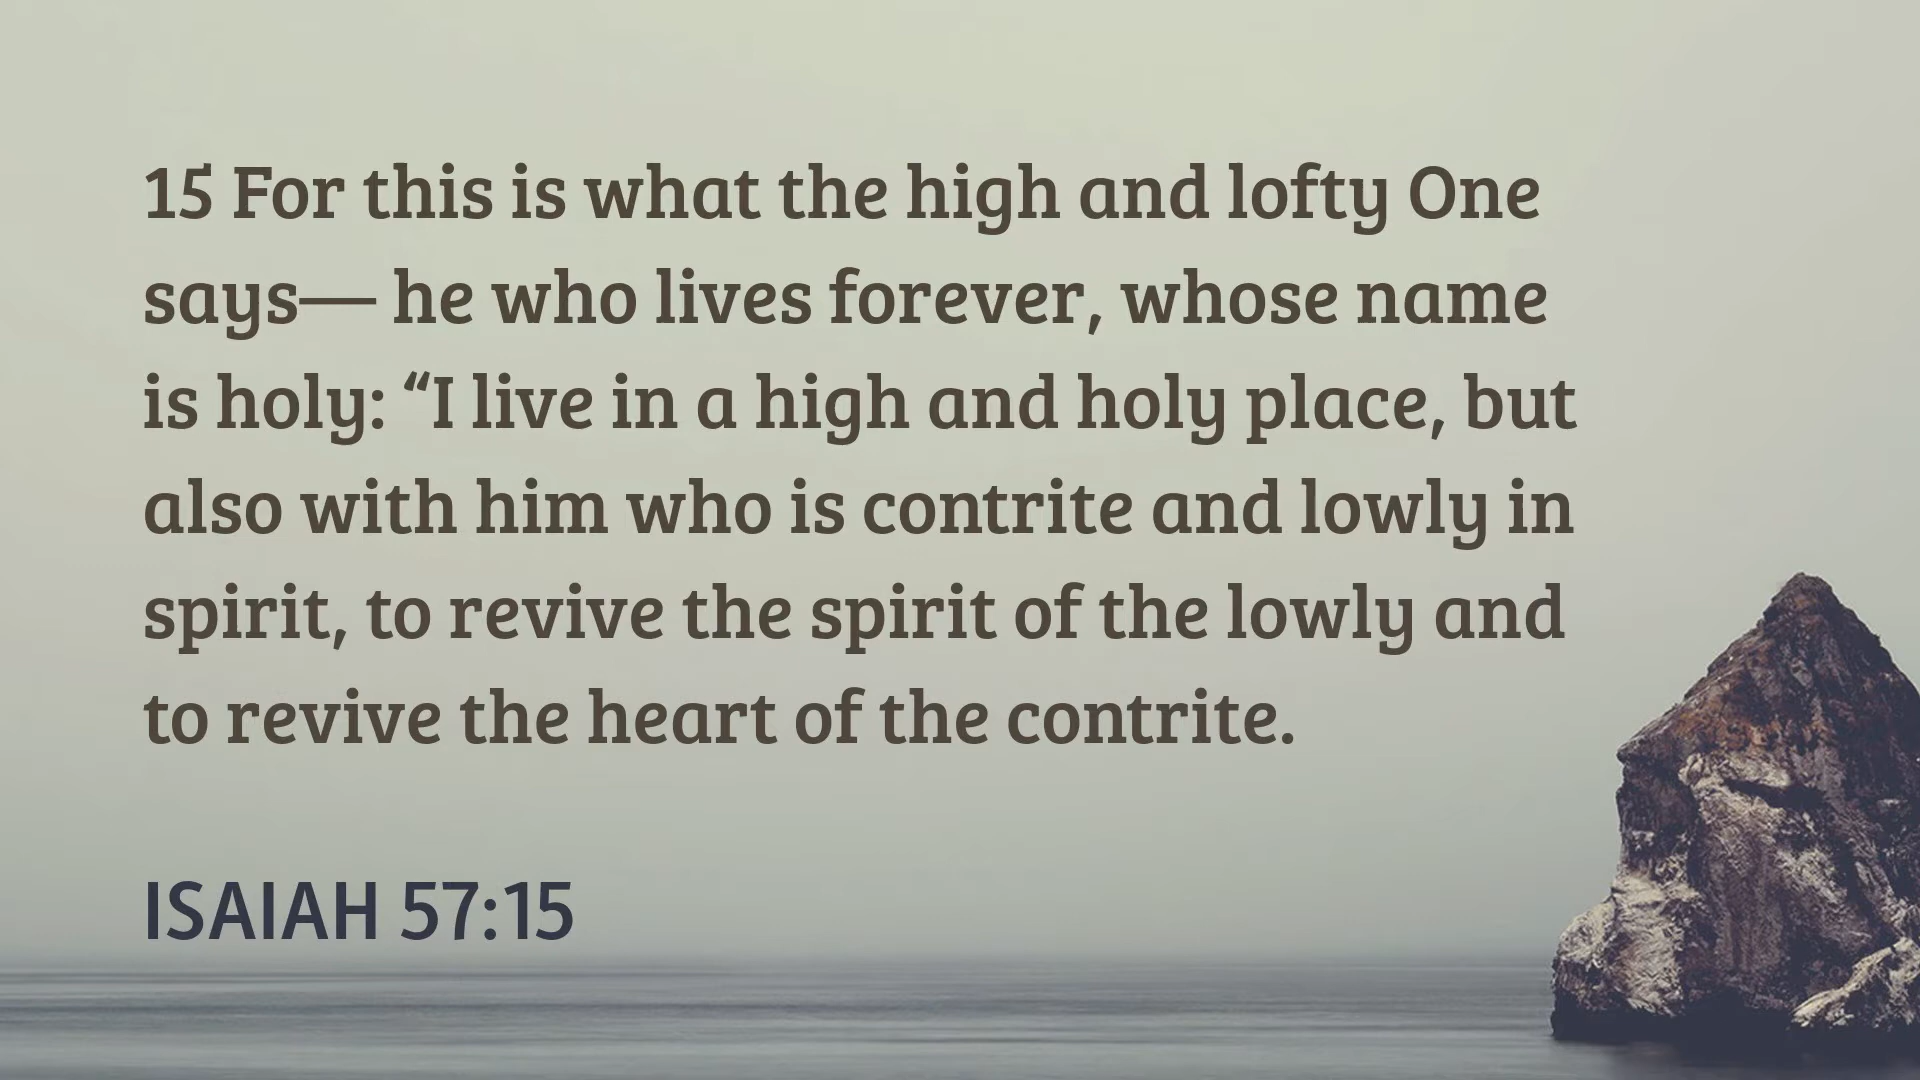 15 For this is what the high and lofty One
says— he who lives forever, whose name
is holy: “I live in a high and holy place, but
also with him who is contrite and lowly in
spirit, to revive the spirit of the lowly and
to revive the heart of the contrite.
ISAIAH 57:15